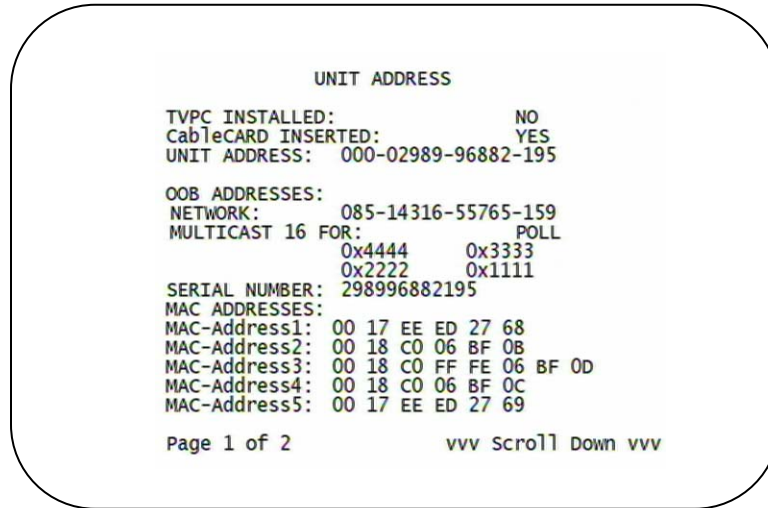 UNIT ADDRESS
TVPC INSTALLED: NO
CableCARD INSERTED: YES
UNIT ADDRESS: 000-02989-96882-195
OOB ADDRESSES:
NETWORK: 085-14316-55765-159
MULTICAST 16 FOR: POLL
0x4444 0x3333
0x2222 0x1111
SERIAL NUMBER: 298996882195
MAC ADDRESSES:
MAC-Address1: 00 17 EE ED 27 68
MAC-Address2: 00 18 C0 06 BF 0B
MAC-Address3: 00 18 C0 FF FE 06 BF 0D
MAC-Address4: 00 18 C0 06 BF 0C
MAC-Address5: 00 17 EE ED 27 69
Page 1 of 2 vvv Scroll Down vvv